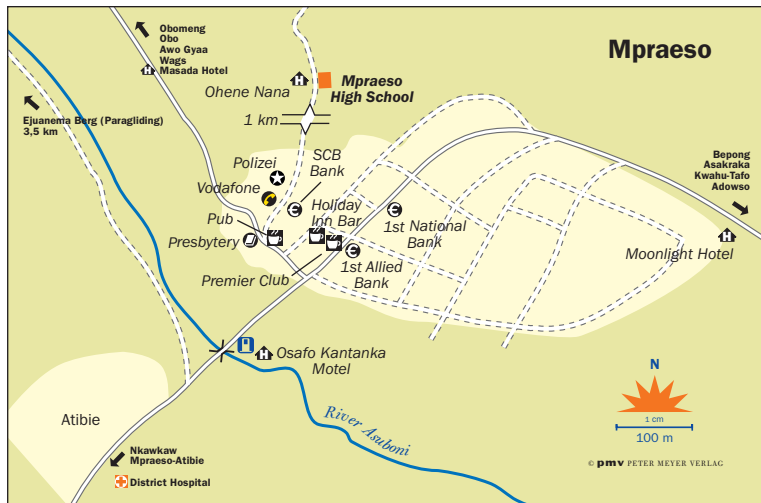 Mpraeso
Obomeng
Obo
Awo Gyaa
Wags
Masada Hotel
Ejuanema Berg (Paragliding)
3,5 km
Ohene Nana
Mpraeso
High School
1 km
Polizei
SCB
Bank
Vodafone
Holiday
Inn Bar
Pub
Presbytery
1st National
Bank
Premier Club
1st Allied
Bank
Bepong
Asakraka
Kwahu-Tafo
Adowso
Moonlight Hotel
Osafo Kantanka
Motel
Atibie
River Asuboni
Nkawkaw
Mpraeso-Atibie
District Hospital
N
1 cm
100 m
© pmv PETER MEYER VERLAG